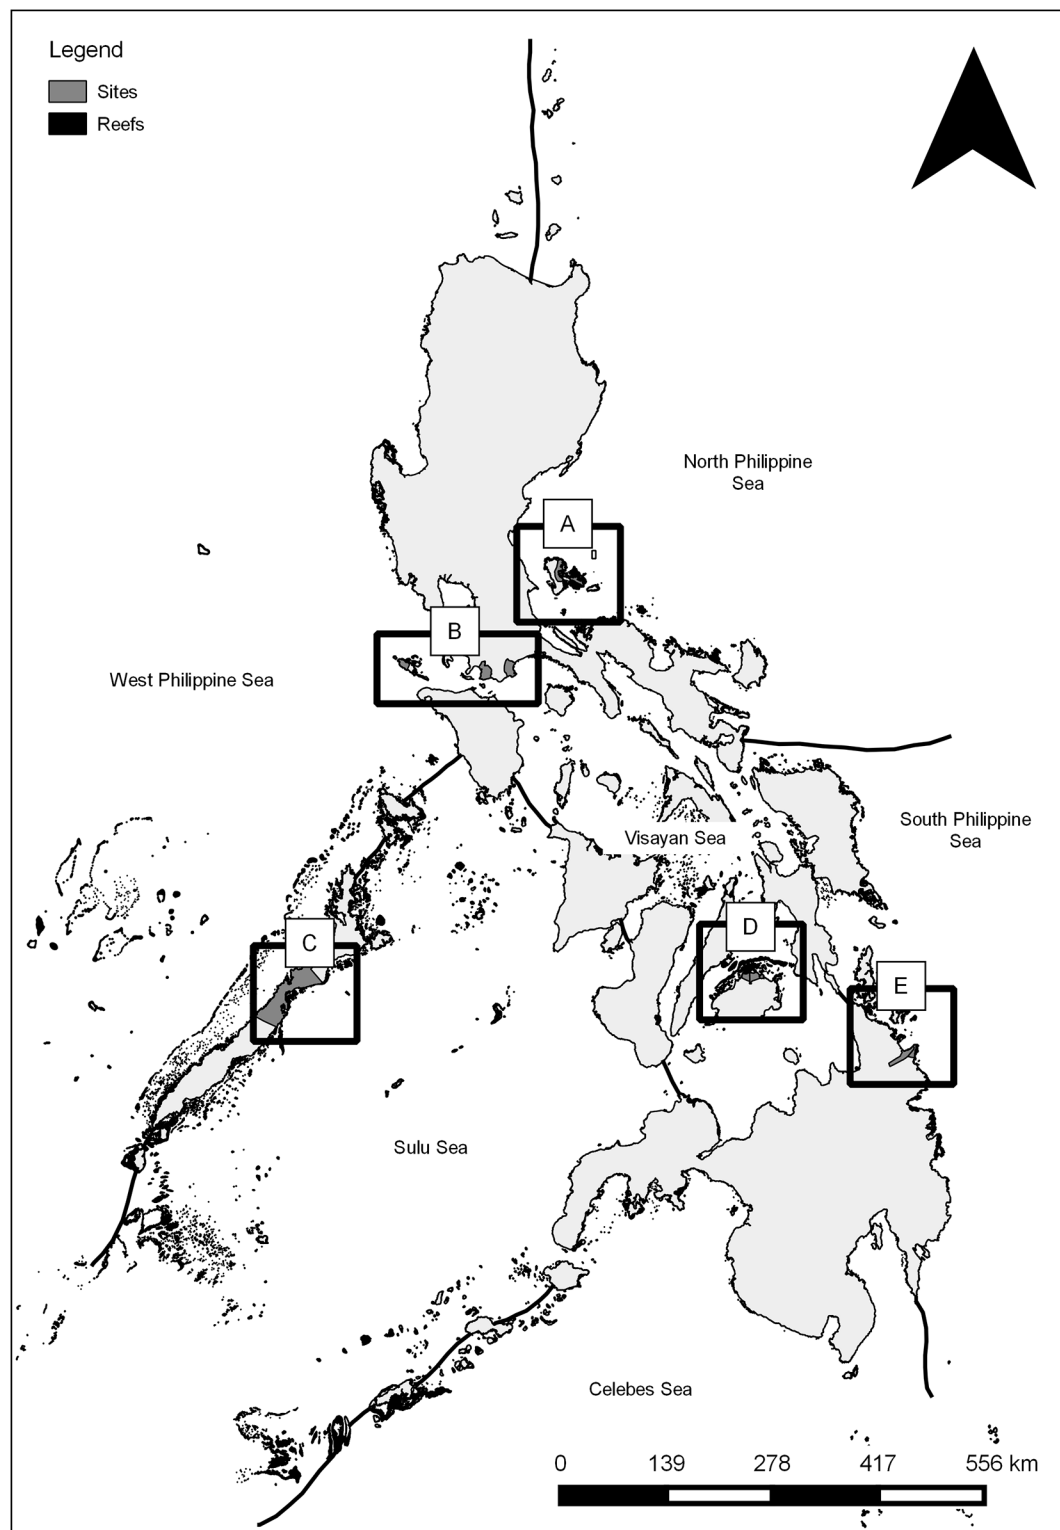 Legend
Sites
Reefs
North Philippine
Sea
A
B
West Philippine Sea
South Philippine
Sea
Visayan Sea
D
C
E
Sulu Sea
Celebes Sea
0 139 278 417 556 km